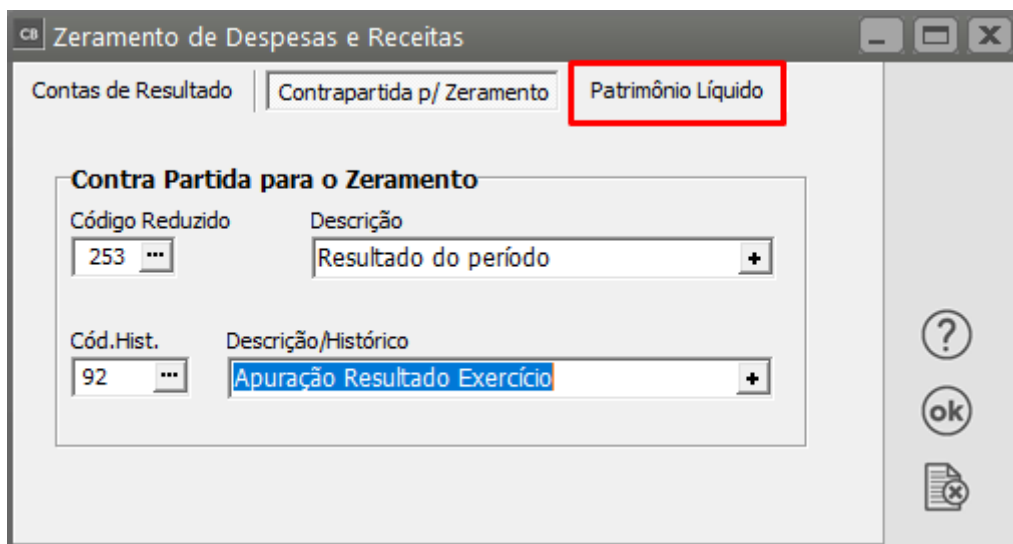 CB Zeramento de Despesas e Receitas
Contas de Resultado Contrapartida p/ Zeramento Patrimônio Líquido
Contra Partida para o Zeramento
Código Reduzido Descrição
253 ... Resultado do período +
Cód.Hist. Descrição/Histórico
92 ... Apuração Resultado Exercício +
?
ok